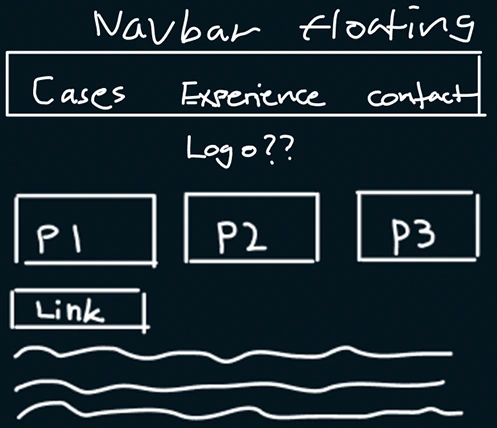 Navbar floating
Cases Experience contact
Logo??
P1 P2 P3
Link